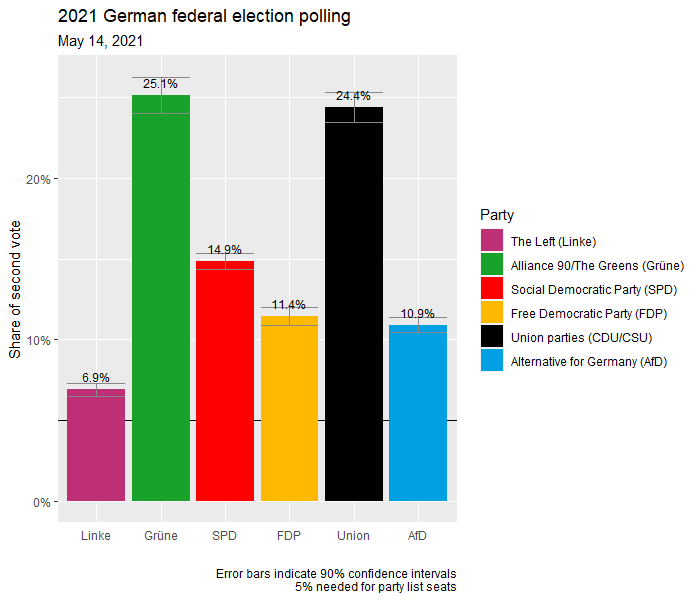 2021 German federal election polling
May 14, 2021
Share of second vote
20%
10%
0%
6.9%
25.1%
14.9%
11.4%
24.4%
10.9%
Linke
Grüne
SPD
FDP
Union
AfD
Party
The Left (Linke)
Alliance 90/The Greens (Grüne)
Social Democratic Party (SPD)
Free Democratic Party (FDP)
Union parties (CDU/CSU)
Alternative for Germany (AfD)
Error bars indicate 90% confidence intervals
5% needed for party list seats